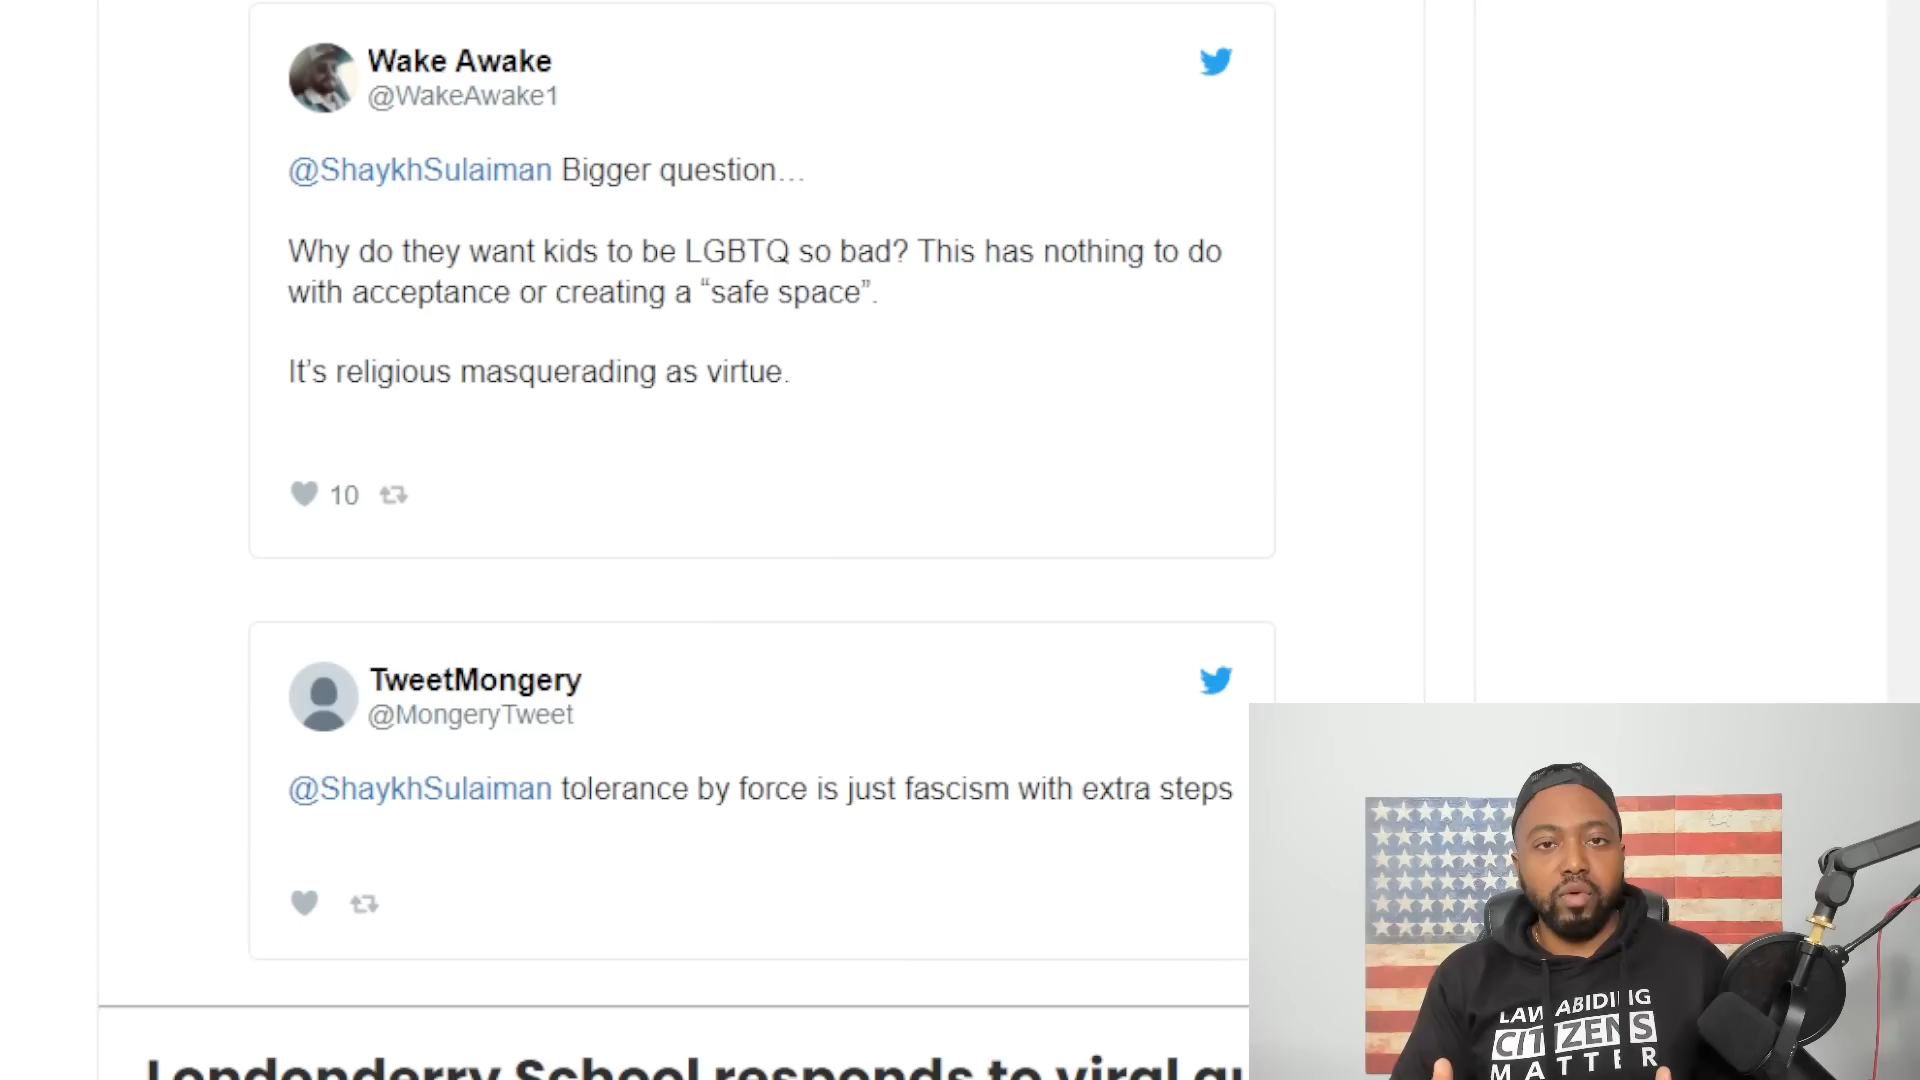 Wake Awake
@WakeAwake1
@ShaykhSulaiman Bigger question...
Why do they want kids to be LGBTQ so bad? This has nothing to do
with acceptance or creating a “safe space”.
It’s religious masquerading as virtue.
10
TweetMongery
@MongeryTweet
@ShaykhSulaiman tolerance by force is just fascism with extra steps
Londonderry School responds to viral
LAW ABIDING
CITIZENS
MATTER